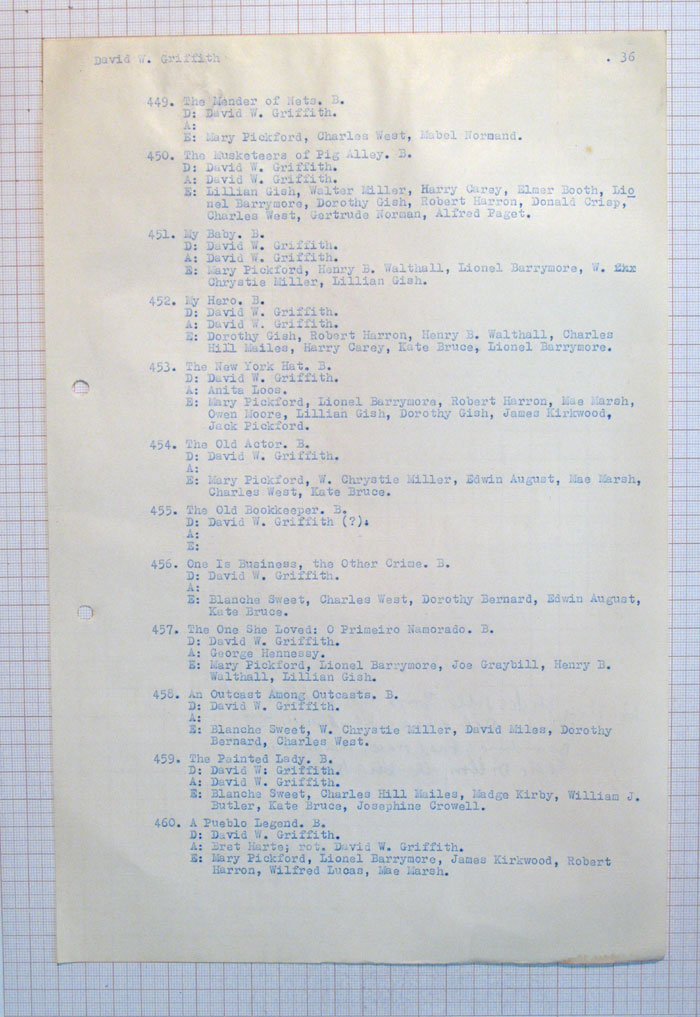 David W. Griffith . 36
449. The Mender of Nets. B.
D: David W. Griffith.
A:
E: Mary Pickford, Charles West, Mabel Normand.
450. The Musketeers of Pig Alley. B.
D: David W. Griffith.
A: David W. Griffith.
E: Lillian Gish, Walter Miller, Harry Carey, Elmer Booth, Lio
nel Barrymore, Dorothy Gish, Robert Harron, Donald Crisp,
Charles West, Gertrude Norman, Alfred Paget.
451. My Baby. B.
D: David W. Griffith.
A: David W. Griffith.
E: Mary Pickford, Henry B. Walthall, Lionel Barrymore, W.
Chrystie Miller, Lillian Gish.
452. My Hero. B.
D: David W. Griffith.
A: David W. Griffith.
E: Dorothy Gish, Robert Harron, Henry B. Walthall, Charles
Hill Mailes, Harry Carey, Kate Bruce, Lionel Barrymore.
453. The New York Hat. B.
D: David W. Griffith.
A: Anita Loos.
E: Mary Pickford, Lionel Barrymore, Robert Harron, Mae Marsh,
Owen Moore, Lillian Gish, Dorothy Gish, James Kirkwood,
Jack Pickford.
454. The Old Actor. B.
D: David W. Griffith.
A:
E: Mary Pickford, W. Chrystie Miller, Edwin August, Mae Marsh,
Charles West, Kate Bruce.
455. The Old Bookkeeper. B.
D: David W. Griffith (?).
A:
E:
456. One Is Business, the Other Crime. B.
D: David W. Griffith.
A:
E: Blanche Sweet, Charles West, Dorothy Bernard, Edwin August,
Kate Bruce.
457. The One She Loved: O Primeiro Namorado. B.
D: David W. Griffith.
A: George Hennessy.
E: Mary Pickford, Lionel Barrymore, Joe Graybill, Henry B.
Walthall, Lillian Gish.
458. An Outcast Among Outcasts. B.
D: David W. Griffith.
A:
E: Blanche Sweet, W. Chrystie Miller, David Miles, Dorothy
Bernard, Charles West.
459. The Painted Lady. B.
D: David W. Griffith.
A: David W. Griffith.
E: Blanche Sweet, Charles Hill Mailes, Madge Kirby, William J.
Butler, Kate Bruce, Josephine Crowell.
460. A Pueblo Legend. B.
D: David W. Griffith.
A: Bret Harte; rot. David W. Griffith.
E: Mary Pickford, Lionel Barrymore, James Kirkwood, Robert
Harron, Wilfred Lucas, Mae Marsh.